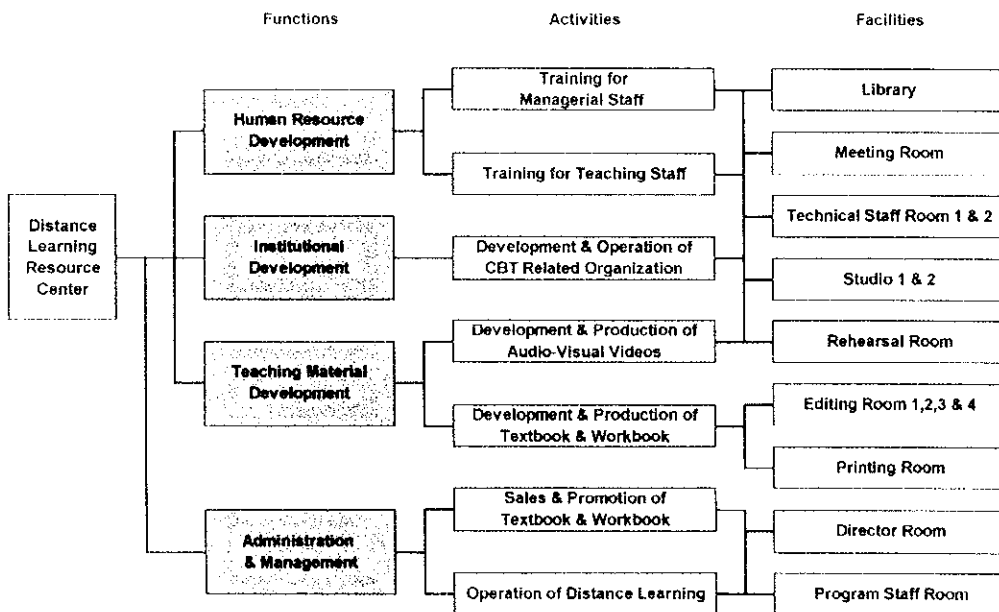 Functions
Activities
Facilities
Distance
Learning
Resource
Center
Human Resource
Development
Institutional
Development
Teaching Material
Development
Administration
& Management
Training for
Managerial Staff
Training for Teaching Staff
Development & Operation of
CBT Related Organization
Development & Production of
Audio-Visual Videos
Development & Production of
Textbook & Workbook
Sales & Promotion of
Textbook & Workbook
Operation of Distance Learning
Library
Meeting Room
Technical Staff Room 1 & 2
Studio 1 & 2
Rehearsal Room
Editing Room 1,2,3 & 4
Printing Room
Director Room
Program Staff Room